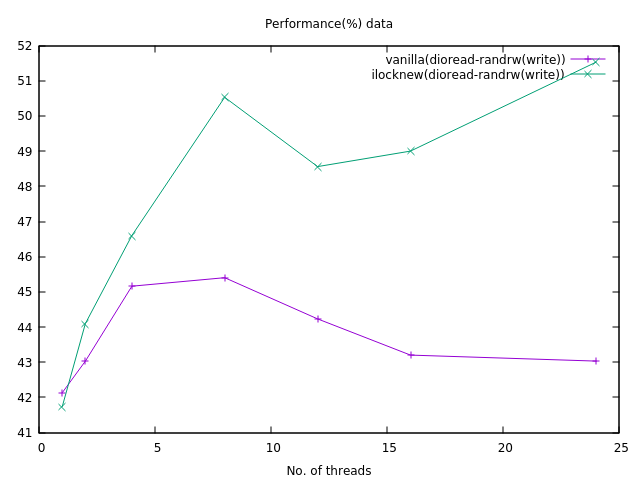 Performance(%) data
52
51
50
49
48
47
46
45
44
43
42
41
vanilla(dioread-randrw(write))
ilocknew(dioread-randrw(write))
0 5 10 15 20 25
No. of threads